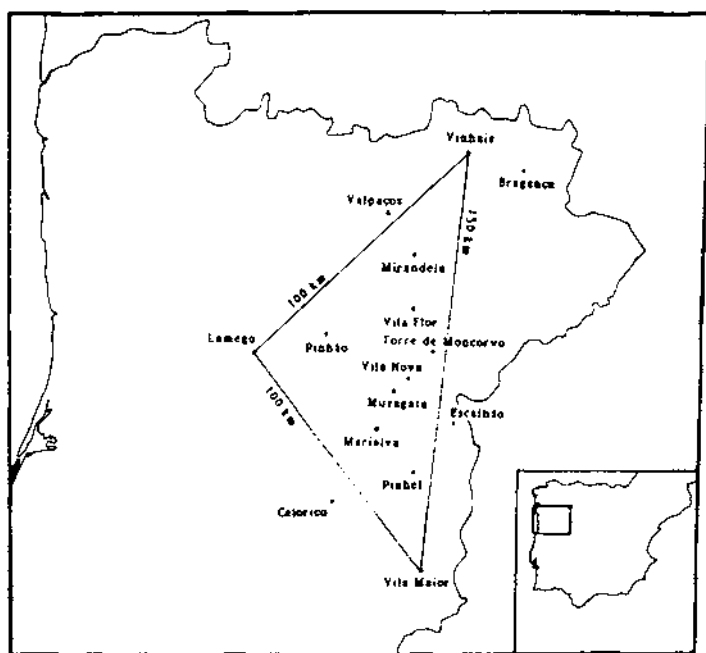 Vinhais
Bragança
Valpaços
150 km
Mirandela
100 km
Vila Flor
Lamego
Pinhão
Torre de Moncorvo
Vila Nova
Muragata
100 km
Escalhão
Marialva
Pinhel
Celorico
Vila Maior